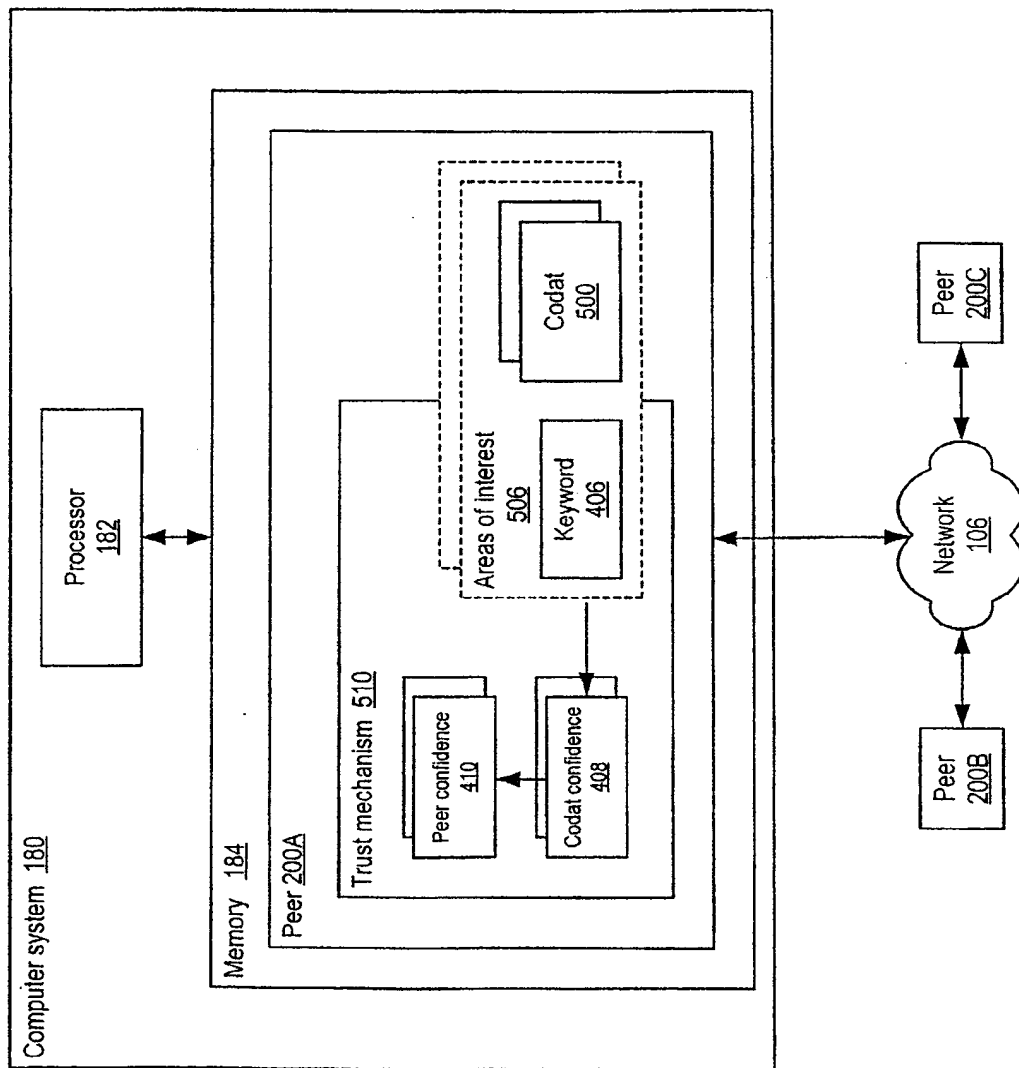 Computer system 180
Processor
182
Memory 184
Peer 200A
Trust mechanism 510
Peer confidence
410
Codat confidence
408
Areas of interest
506
Keyword
406
Codat
500
Peer
200B
Network
106
Peer
200C